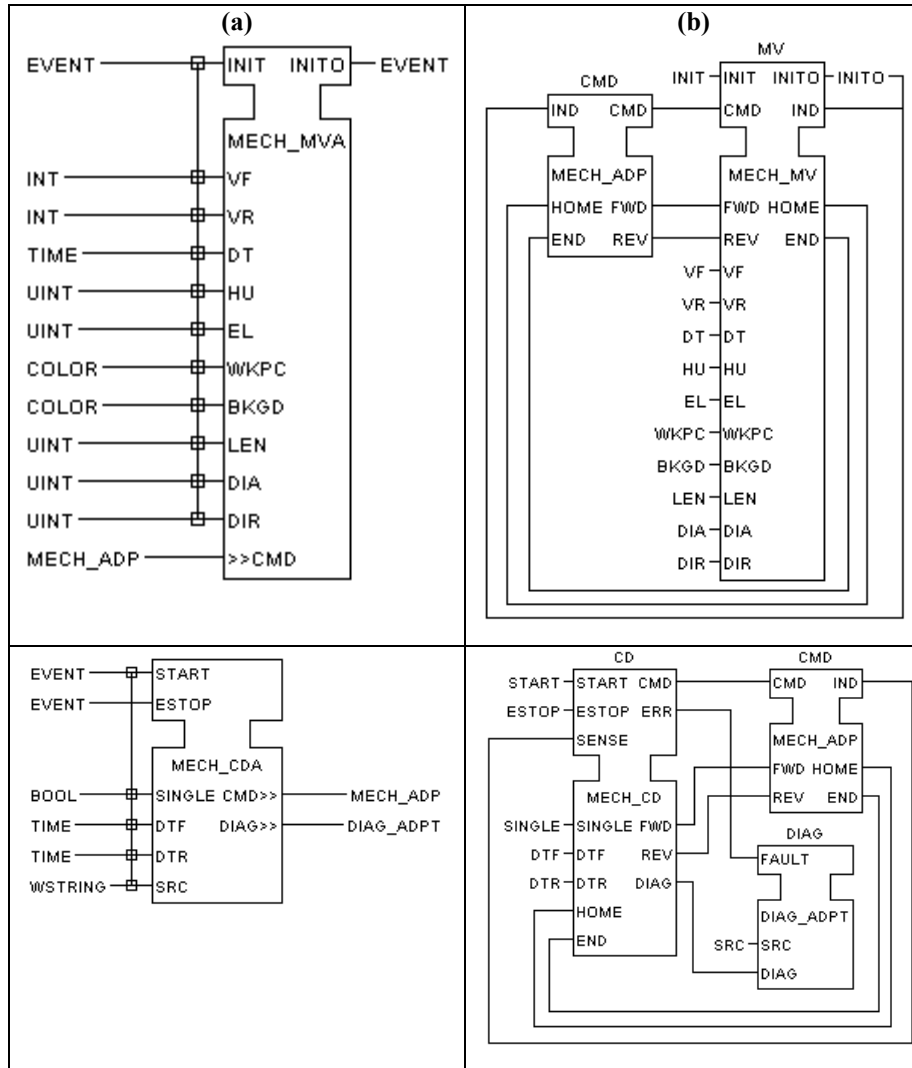 (a)
EVENT INIT INITO EVENT
MECH_MVA
INT VF
INT VR
TIME DT
UINT HU
UINT EL
COLOR WKPC
COLOR BKGD
UINT LEN
UINT DIA
UINT DIR
MECH_ADP >>CMD
(b)
MV
INIT INIT INITO INITO
CMD
IND CMD CMD IND
MECH_ADP MECH_MV
HOME FWD FWD HOME
END REV REV END
VF VF
VR VR
DT DT
HU HU
EL EL
WKPC WKPC
BKGD BKGD
LEN LEN
DIA DIA
DIR DIR
EVENT START
EVENT ESTOP
MECH_CDA
BOOL SINGLE CMD>> MECH_ADP
TIME DTF DIAG>> DIAG_ADPT
TIME DTR
WSTRING SRC
CD CMD
START START CMD CMD IND
ESTOP ESTOP ERR
SENSE MECH_ADP
FWD HOME
MECH_CD REV END
SINGLE SINGLE FWD DIAG
DTF DTF REV FAULT
DTR DTR DIAG
HOME DIAG_ADPT
END SRC SRC
DIAG